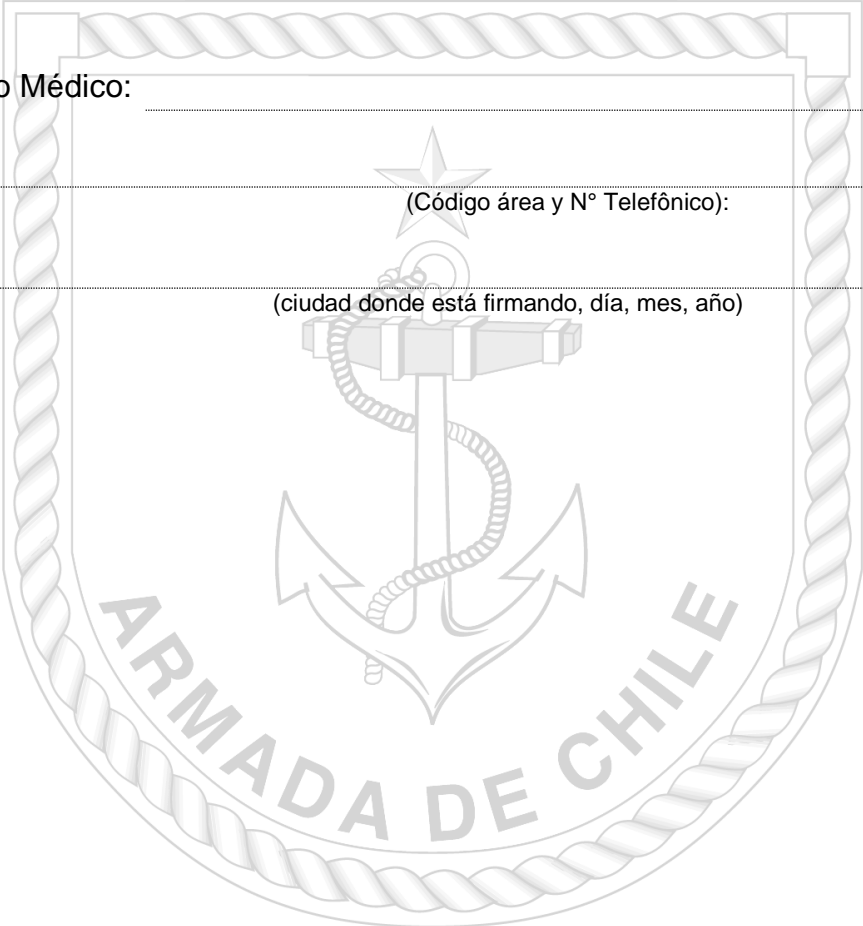 o Médico:
(Código área y N° Telefônico):
(ciudad donde está firmando, día, mes, año)
ARMADA DE CHILE